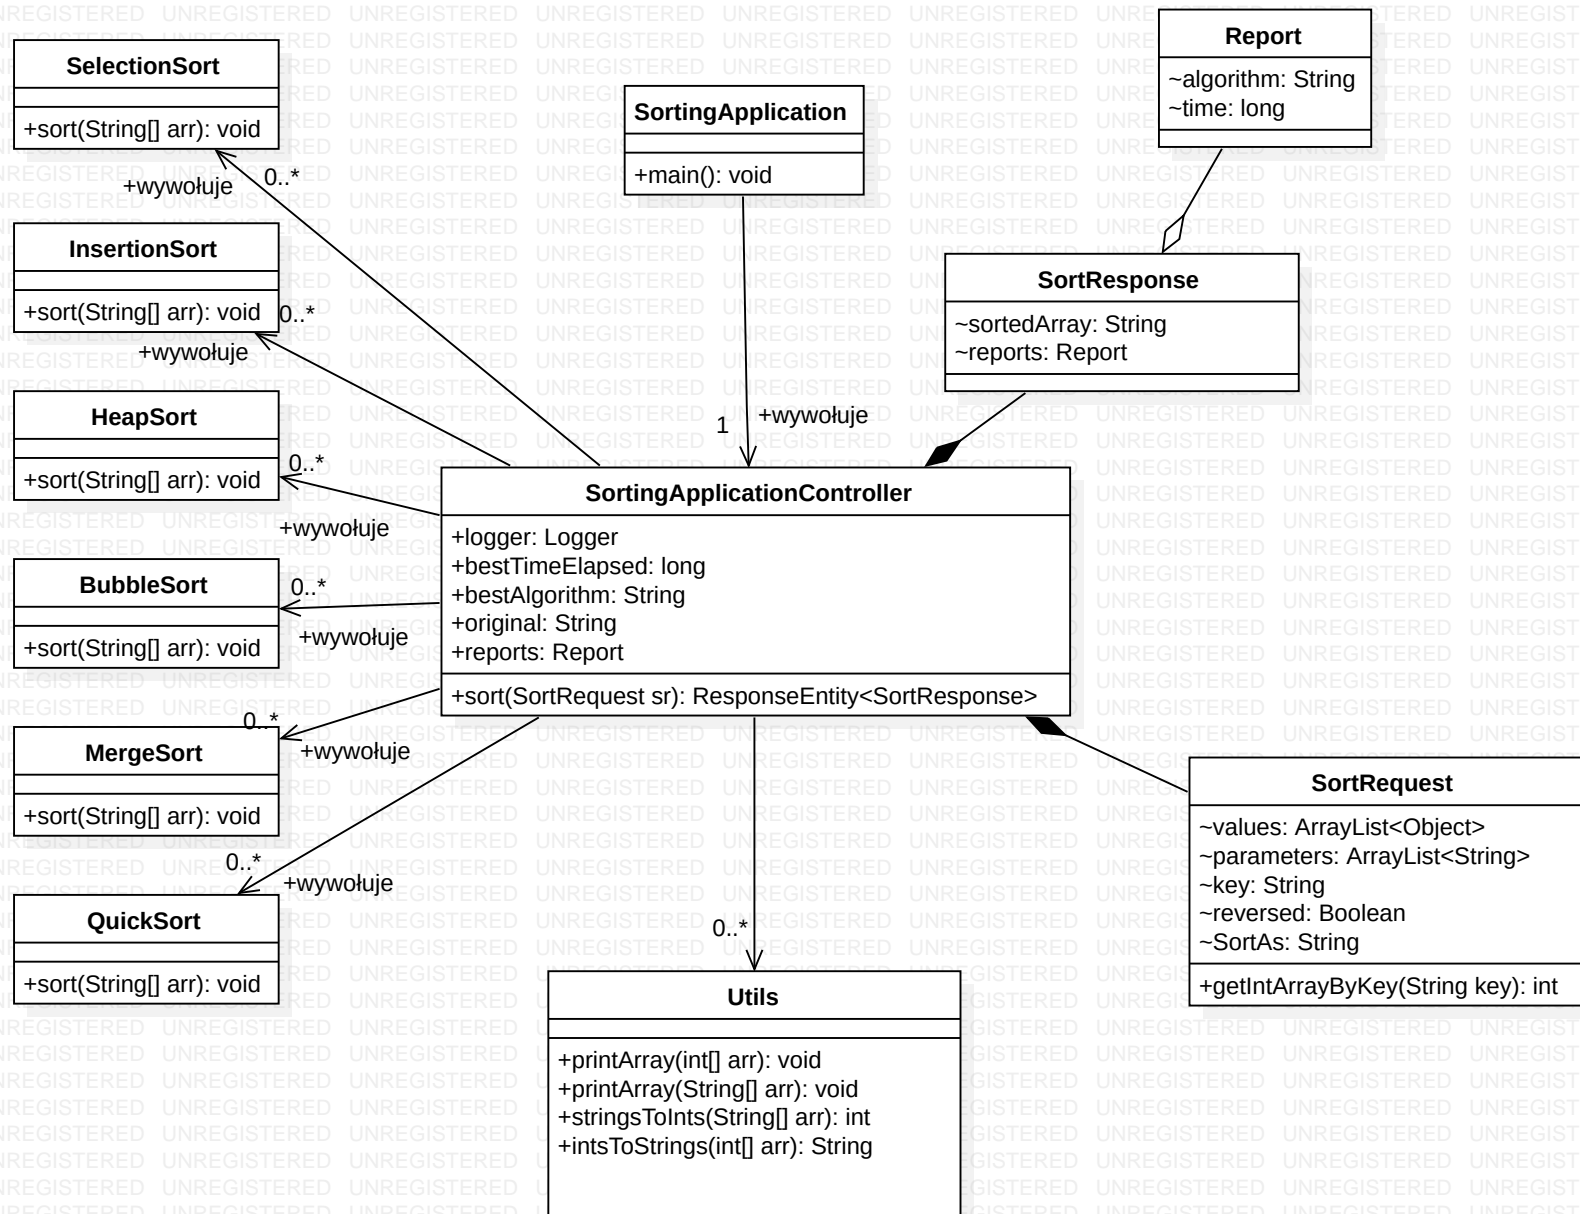 Report
~algorithm: String
~time: long
SelectionSort
+sort(String[] arr): void
SortingApplication
+main(): void
0..*
+wywołuje
InsertionSort
+sort(String[] arr): void
0..*
+wywołuje
SortResponse
~sortedArray: String
~reports: Report
HeapSort
+sort(String[] arr): void
0..*
+wywołuje
1
+wywołuje
SortingApplicationController
+logger: Logger
+bestTimeElapsed: long
+bestAlgorithm: String
+original: String
+reports: Report
+sort(SortRequest sr): ResponseEntity<SortResponse>
BubbleSort
+sort(String[] arr): void
0..*
+wywołuje
MergeSort
+sort(String[] arr): void
0..*
+wywołuje
QuickSort
+sort(String[] arr): void
0..*
+wywołuje
0..*
SortRequest
~values: ArrayList<Object>
~parameters: ArrayList<String>
~key: String
~reversed: Boolean
~SortAs: String
+getIntArrayByKey(String key): int
Utils
+printArray(int[] arr): void
+printArray(String[] arr): void
+stringsToInts(String[] arr): int
+intsToStrings(int[] arr): String
UNREGISTERED